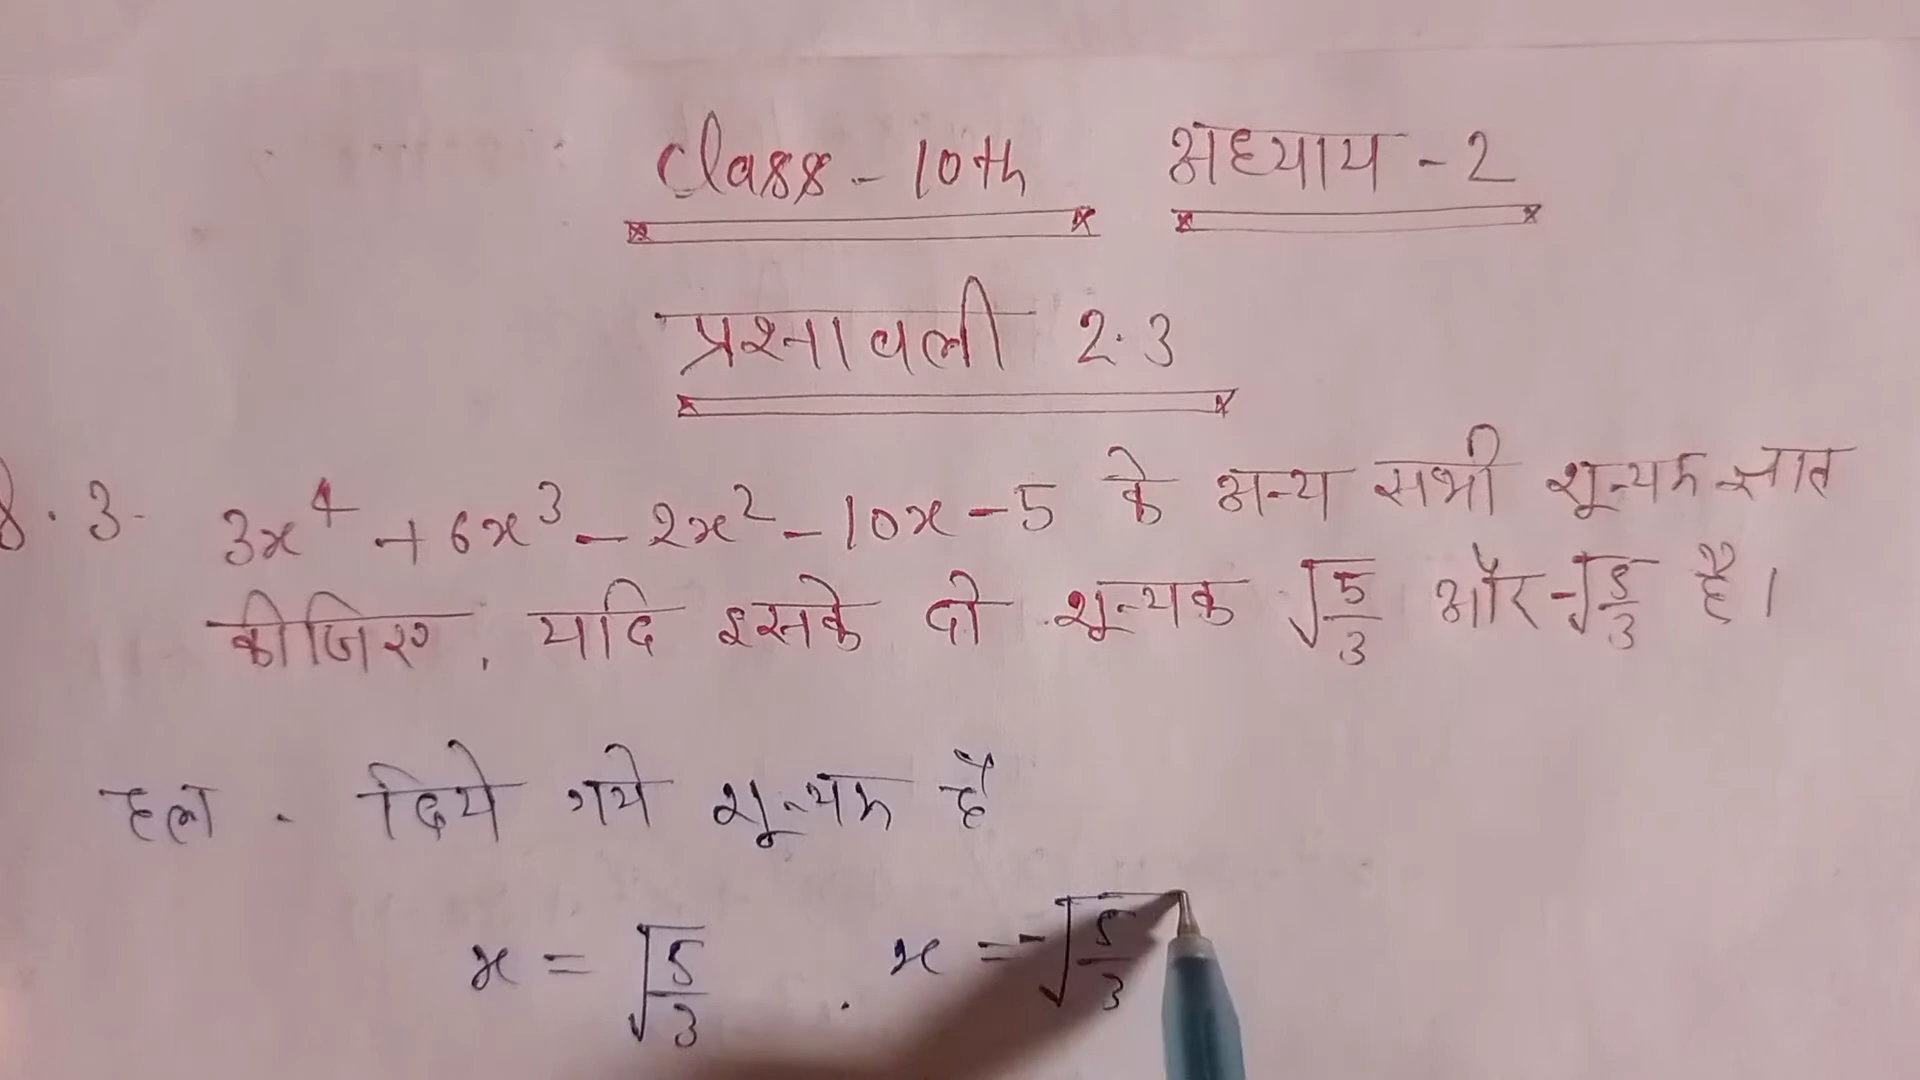 Class - 10th अध्याय - 2
प्रश्नावली 2.3
8.3. 3x⁴ + 6x³ - 2x² - 10x - 5 के अन्य सभी शून्यक ज्ञात
कीजिए, यदि इसके दो शून्यक √5/3 और -√5/3 है।
हल . दिये गये शून्यक है
x = √5/3 . x = -√5/3